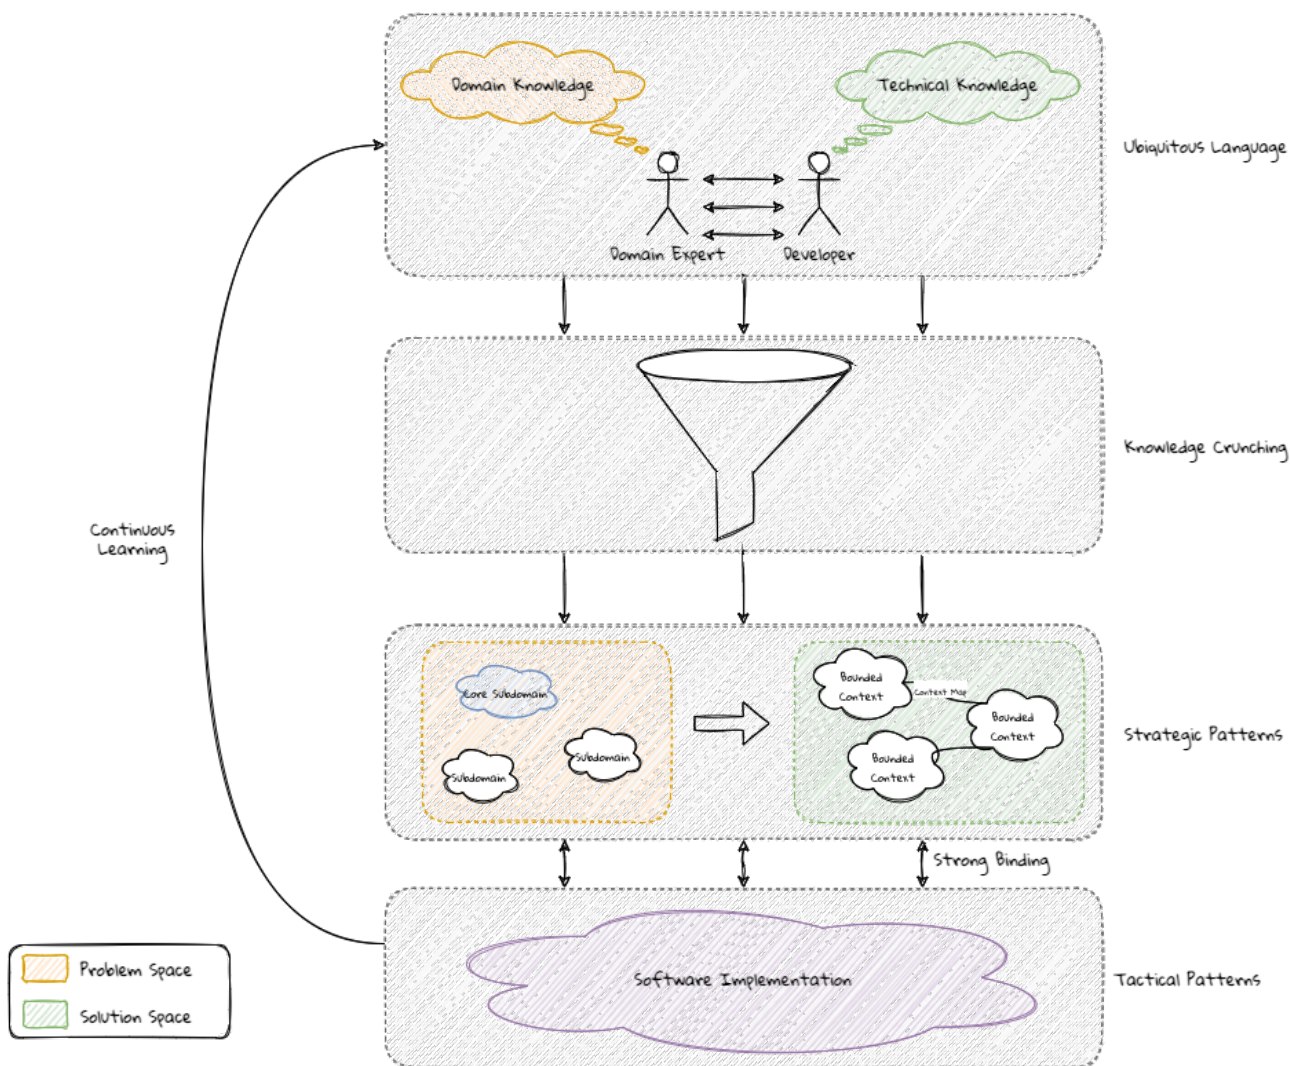 Domain Knowledge
Technical Knowledge
Ubiquitous Language
Domain Expert
Developer
Knowledge Crunching
Continuous
Learning
Core Subdomain
Subdomain
Subdomain
Bounded
Context
Context Map
Bounded
Context
Bounded
Context
Strategic Patterns
Strong Binding
Software Implementation
Tactical Patterns
Problem Space
Solution Space